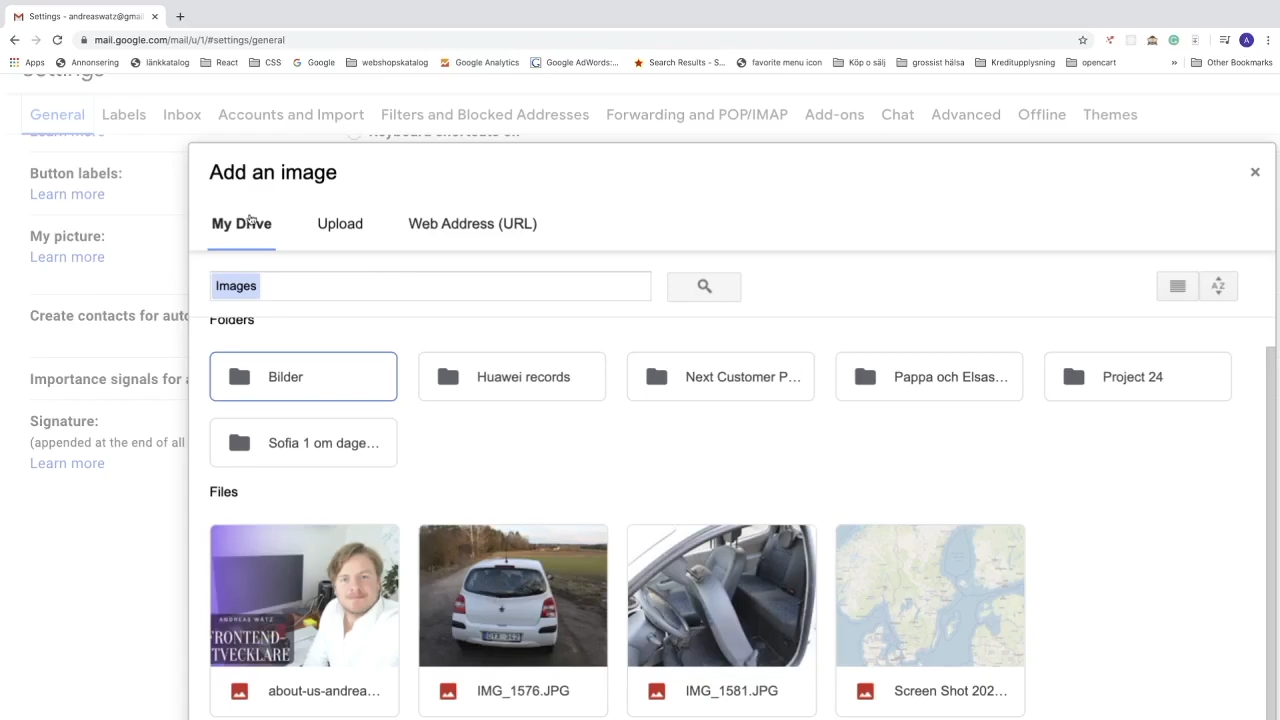 Settings - andreaswatz@gmai
mail.google.com/mail/u/1/#settings/general
A
Apps Annonsering länkkatalog React CSS Google webshopskatalog Google Analytics Google AdWords:... Search Results - S... favorite menu icon Köp o sälj grossist hälsa Kreditupplysning opencart » Other Bookmarks
Settings
General Labels Inbox Accounts and Import Filters and Blocked Addresses Forwarding and POP/IMAP Add-ons Chat Advanced Offline Themes
Learn more Keyboard shortcuts off
Button labels:
Learn more
My picture:
Learn more
Create contacts for auto
Importance signals for a
Signature:
(appended at the end of all
Learn more
Add an image
×
My Drive Upload Web Address (URL)
Images
AZ
Folders
Bilder Huawei records Next Customer P... Pappa och Elsas... Project 24
Sofia 1 om dage...
Files
ANDREAS WATZ
FRONTEND-
UTVECKLARE
about-us-andrea... IMG_1576.JPG IMG_1581.JPG Screen Shot 202...